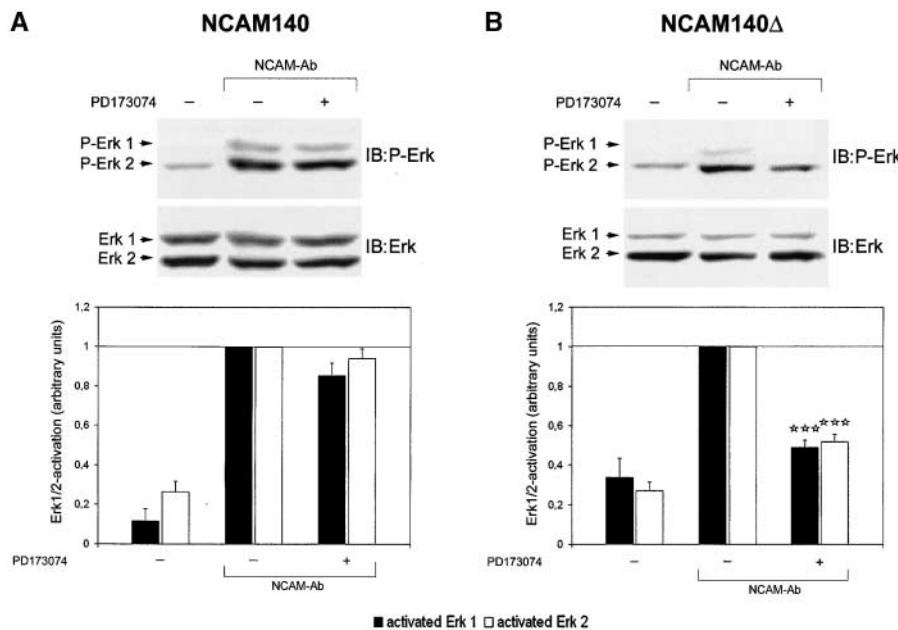 A
NCAM140
NCAM-Ab
PD173074 – – +
P-Erk 1
P-Erk 2
IB:P-Erk
Erk 1
Erk 2
IB:Erk
1,2
1
0,8
0,6
0,4
0,2
0
Erk1/2-activation (arbitrary units)
PD173074 – – +
NCAM-Ab
B
NCAM140Δ
NCAM-Ab
PD173074 – – +
P-Erk 1
P-Erk 2
IB:P-Erk
Erk 1
Erk 2
IB:Erk
1,2
1
0,8
0,6
0,4
0,2
0
Erk1/2-activation (arbitrary units)
☆☆☆ ☆☆☆
PD173074 – – +
NCAM-Ab
activated Erk 1 activated Erk 2